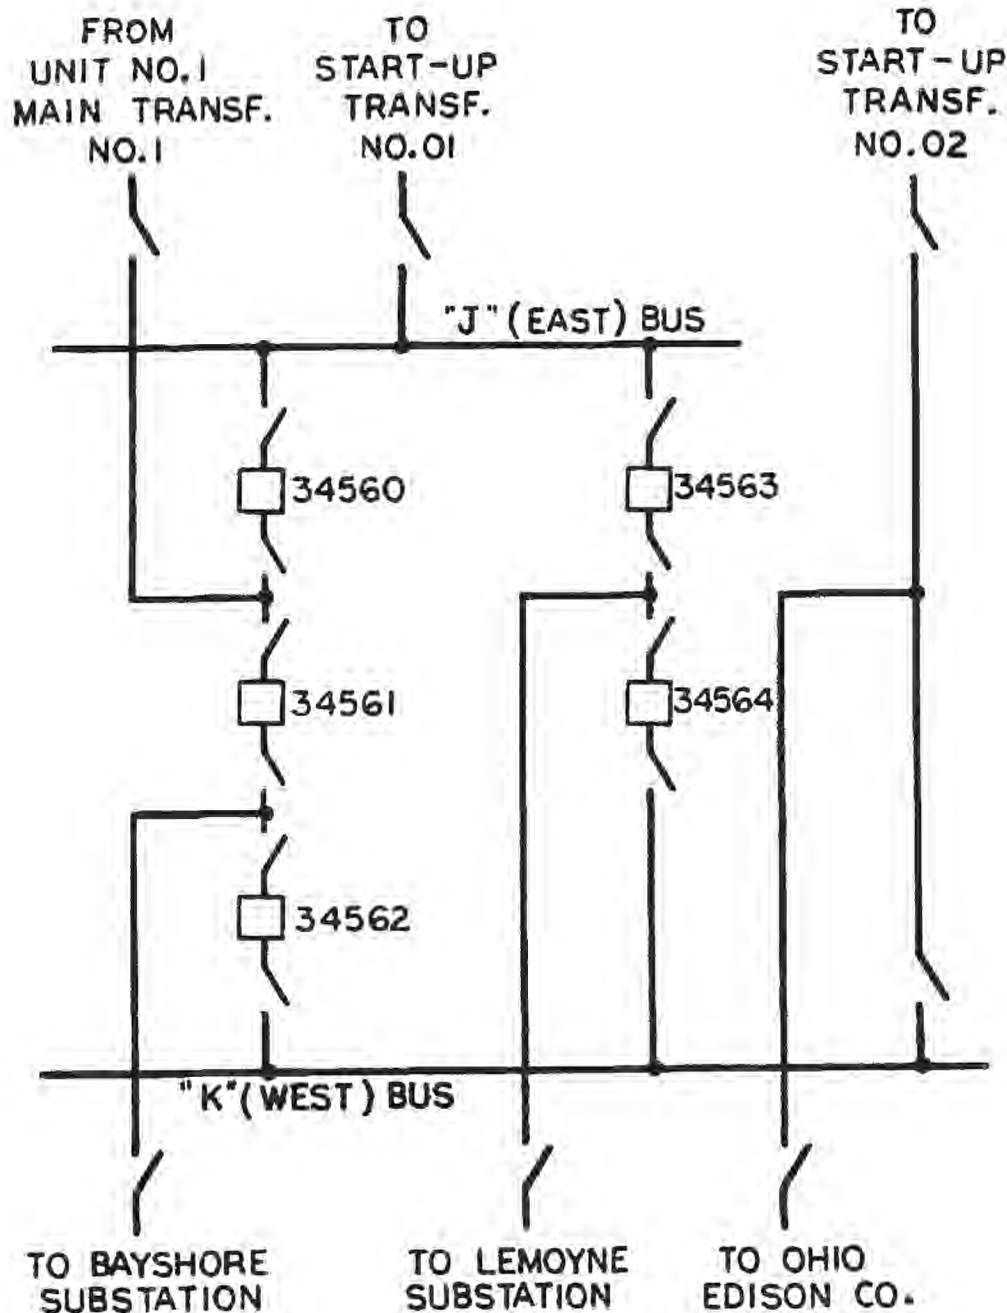 FROM
UNIT NO.1
MAIN TRANSF.
NO.1
TO
START-UP
TRANSF.
NO.01
TO
START-UP
TRANSF.
NO.02
"J" (EAST) BUS
34560
34563
34561
34564
34562
"K" (WEST) BUS
TO BAYSHORE
SUBSTATION
TO LEMOYNE
SUBSTATION
TO OHIO
EDISON CO.